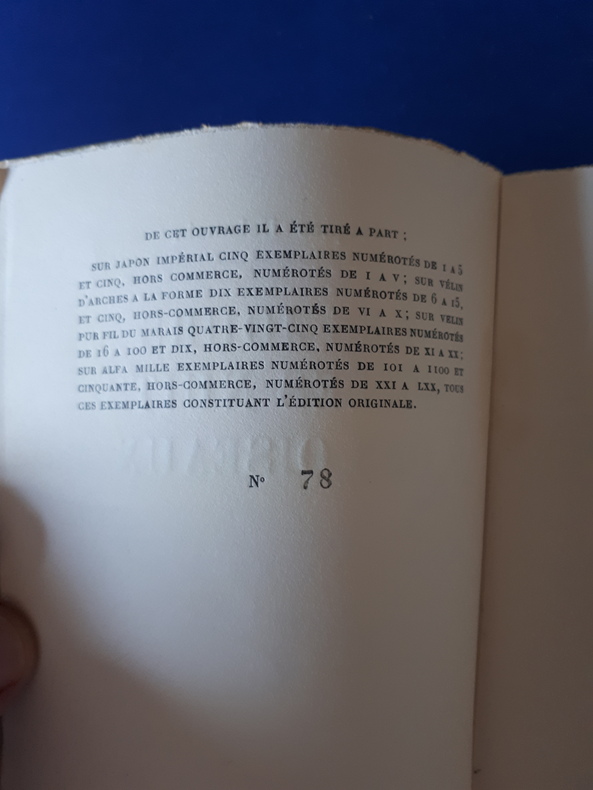 DE CET OUVRAGE IL A ÉTÉ TIRÉ A PART :
SUR JAPON IMPÉRIAL CINQ EXEMPLAIRES NUMÉROTÉS DE 1 A 5
ET CINQ, HORS COMMERCE, NUMÉROTÉS DE I A V ; SUR VÉLIN
D'ARCHES A LA FORME DIX EXEMPLAIRES NUMÉROTÉS DE 6 A 15,
ET CINQ, HORS-COMMERCE, NUMÉROTÉS DE VI A X ; SUR VELIN
PUR FIL DU MARAIS QUATRE-VINGT-CINQ EXEMPLAIRES NUMÉROTÉS
DE 16 A 100 ET DIX, HORS-COMMERCE, NUMÉROTÉS DE XI A XX ;
SUR ALFA MILLE EXEMPLAIRES NUMÉROTÉS DE 101 A 1100 ET
CINQUANTE, HORS-COMMERCE, NUMÉROTÉS DE XXI A LXX, TOUS
CES EXEMPLAIRES CONSTITUANT L'ÉDITION ORIGINALE.
Nº 78